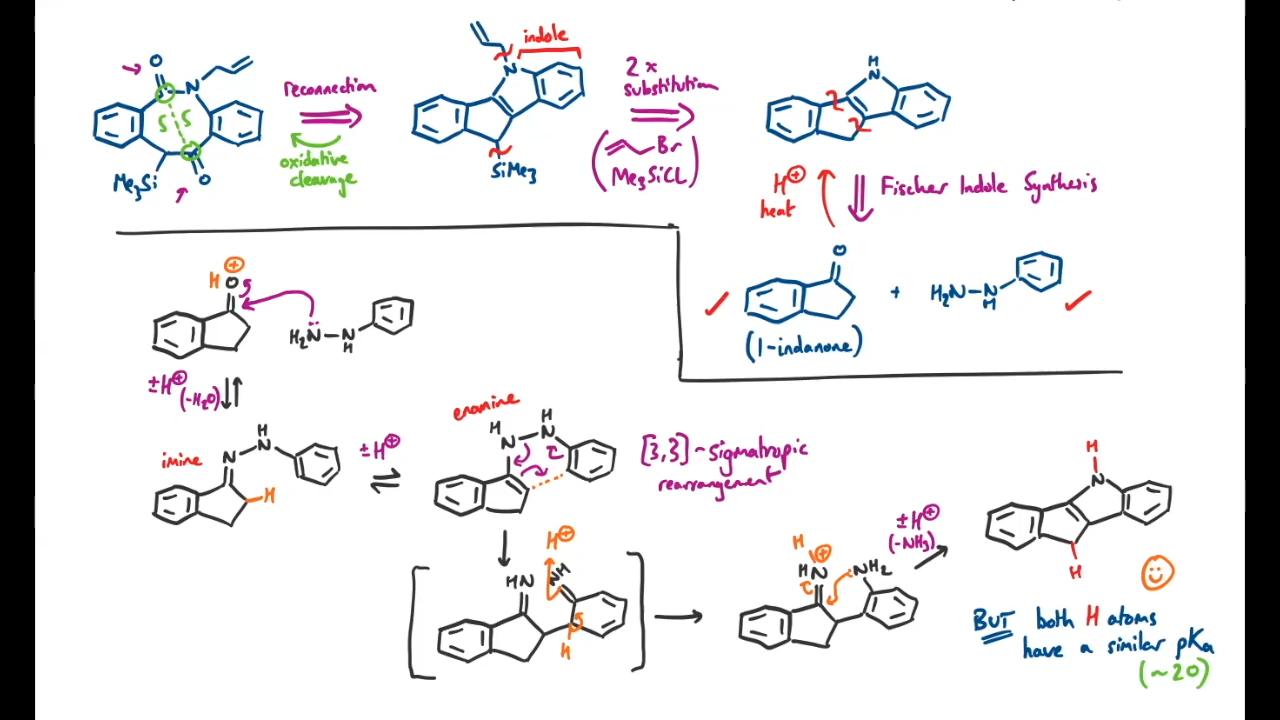 O
N
S S
Me3Si
O
reconnection
oxidative
cleavage
indole
N
SiMe3
2x
substitution
Br
Me3SiCl
H
N
H⊕
heat
Fischer Indole Synthesis
O
+
H2N-N
H
(1-indanone)
H
⊕
O
H2N-N
H
±H⊕
(-H2O)
imine
H
N
N
H
±H⊕
enamine
H
N
H
N
[3,3]-sigmatropic
rearrangement
H⊕
HN
NH
H
H
⊕
HN
NH2
±H⊕
(-NH3)
H
N
H
BUT both H atoms
have a similar pKa
(~20)